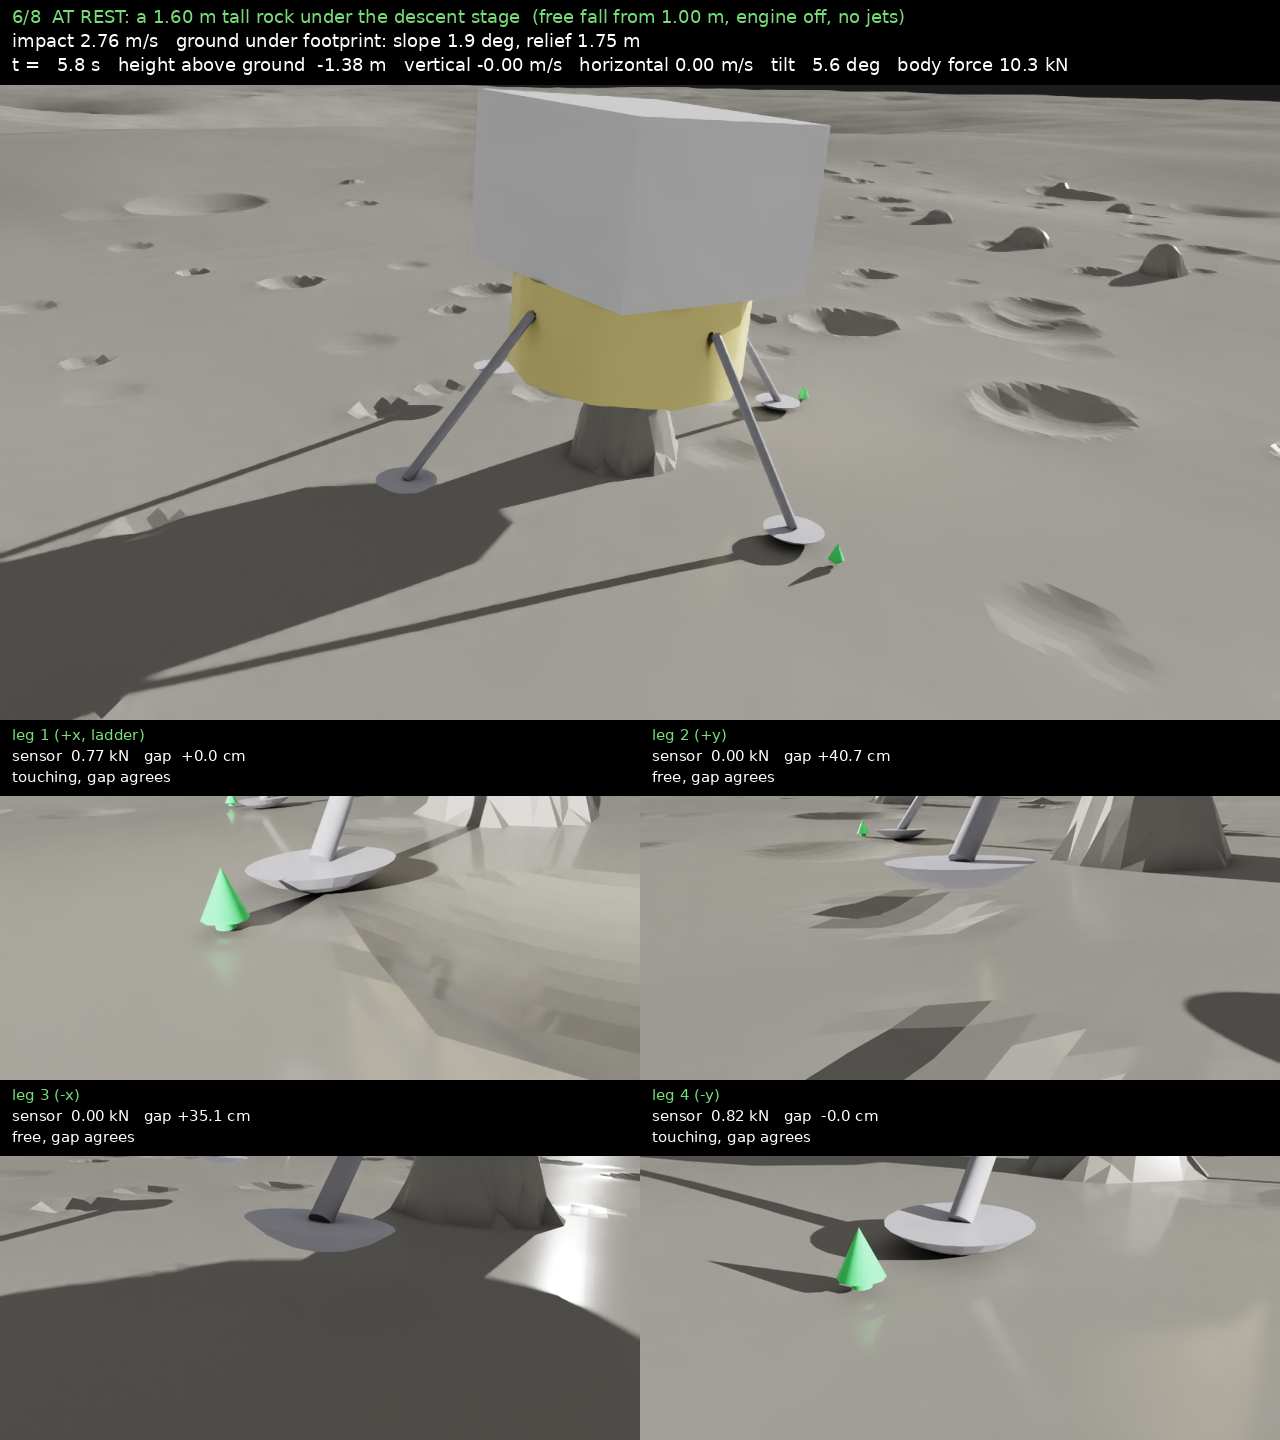 6/8  AT REST: a 1.60 m tall rock under the descent stage  (free fall from 1.00 m, engine off, no jets)
impact 2.76 m/s   ground under footprint: slope 1.9 deg, relief 1.75 m
t =   5.8 s   height above ground  -1.38 m   vertical -0.00 m/s   horizontal 0.00 m/s   tilt   5.6 deg   body force 10.3 kN
leg 1 (+x, ladder)
sensor  0.77 kN   gap  +0.0 cm
touching, gap agrees
leg 2 (+y)
sensor  0.00 kN   gap +40.7 cm
free, gap agrees
leg 3 (-x)
sensor  0.00 kN   gap +35.1 cm
free, gap agrees
leg 4 (-y)
sensor  0.82 kN   gap  -0.0 cm
touching, gap agrees